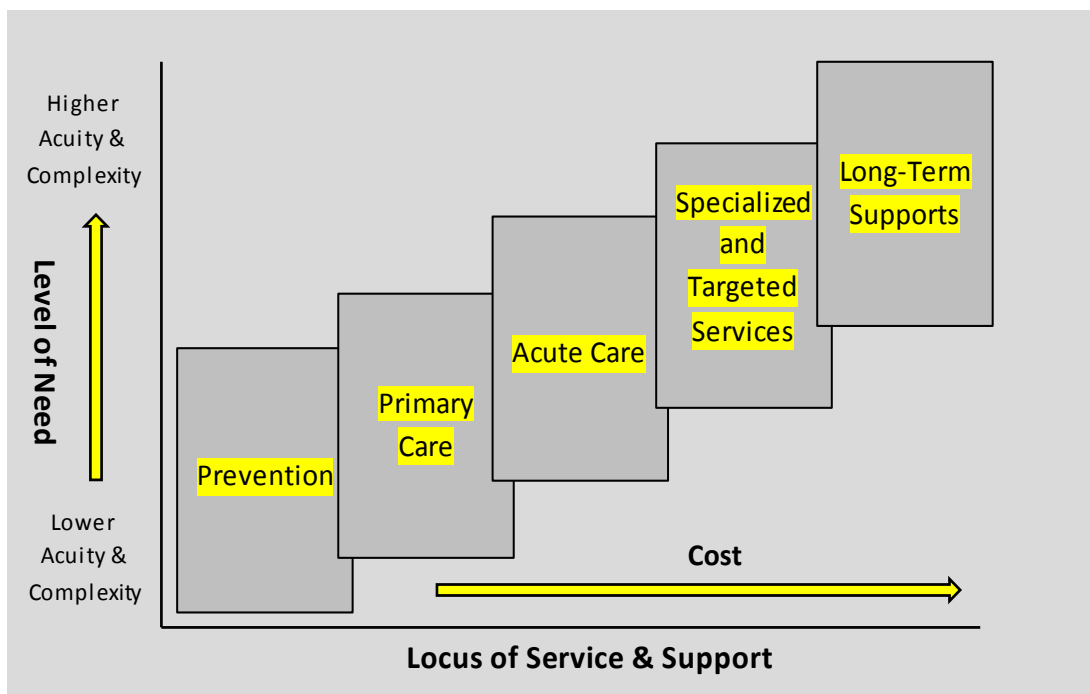 Higher
Acuity &
Complexity
Level of Need
Lower
Acuity &
Complexity
Prevention
Primary
Care
Acute Care
Specialized
and
Targeted
Services
Long-Term
Supports
Cost
Locus of Service & Support